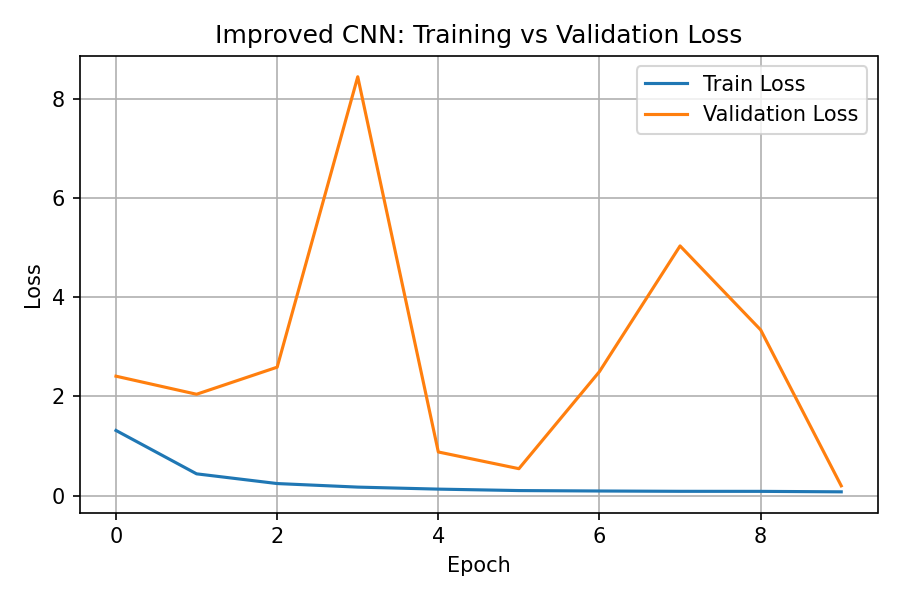 Improved CNN: Training vs Validation Loss
Train Loss
Validation Loss
8
6
4
2
0
Loss
0 2 4 6 8
Epoch